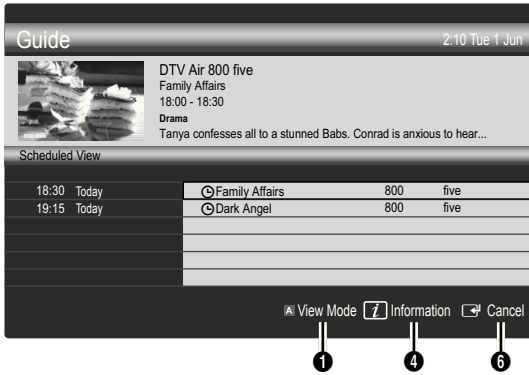 Guide 2:10 Tue 1 Jun
DTV Air 800 five
Family Affairs
18:00 - 18:30
Drama
Tanya confesses all to a stunned Babs. Conrad is anxious to hear...
Scheduled View
18:30 Today Family Affairs 800 five
19:15 Today Dark Angel 800 five
A View Mode i Information Cancel
1 4 6